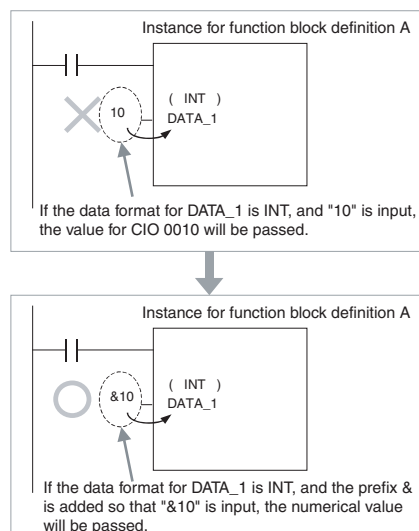 Instance for function block definition A
( INT )
10
DATA_1
If the data format for DATA_1 is INT, and "10" is input,
the value for CIO 0010 will be passed.
Instance for function block definition A
( INT )
&10
DATA_1
If the data format for DATA_1 is INT, and the prefix &
is added so that "&10" is input, the numerical value
will be passed.